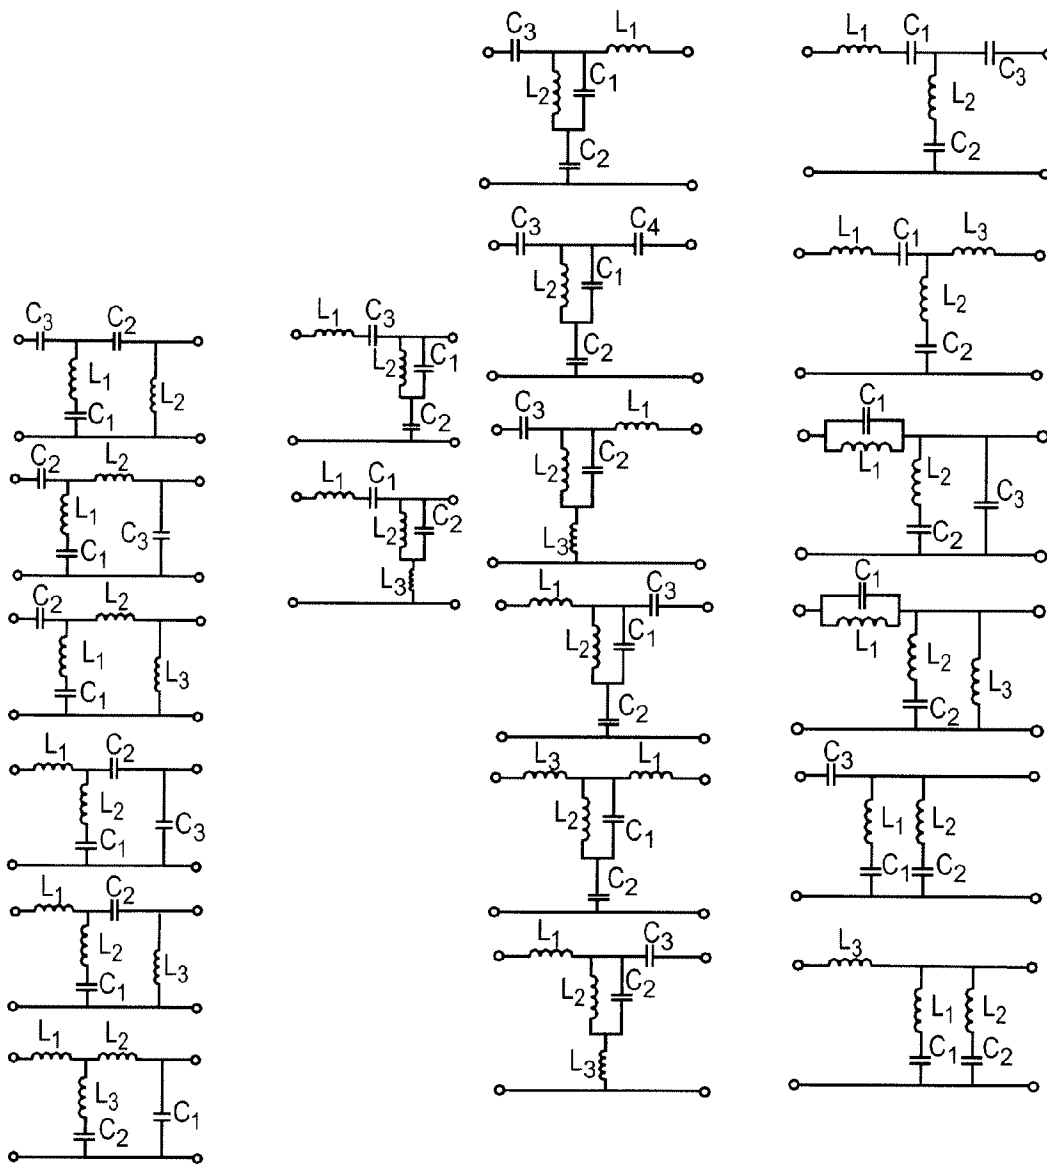 C3 L1
L2 C1
C2
L1 C1 C3
L2
C2
C3 C4
L2 C1
C2
L1 C1 L3
L2
C2
C3 C2
L1
C1 L2
L1 C3
L2 C1
C2
C3 L1
L2 C2
L3
C1
L1 L2
C2 C3
C2 L2
L1
C1 C3
L1 C1
L2 C2
L3
L1 C3
L2 C1
C2
C1
L1 L2
C2 L3
C2 L2
L1
C1 L3
L1 C2
L2
C1 C3
L3 L1
L2 C1
C2
C3
L1 L2
C1 C2
L1 C2
L2
C1 L3
L1 C3
L2 C2
L3
L3
L1 L2
C1 C2
L1 L2
L3
C2 C1